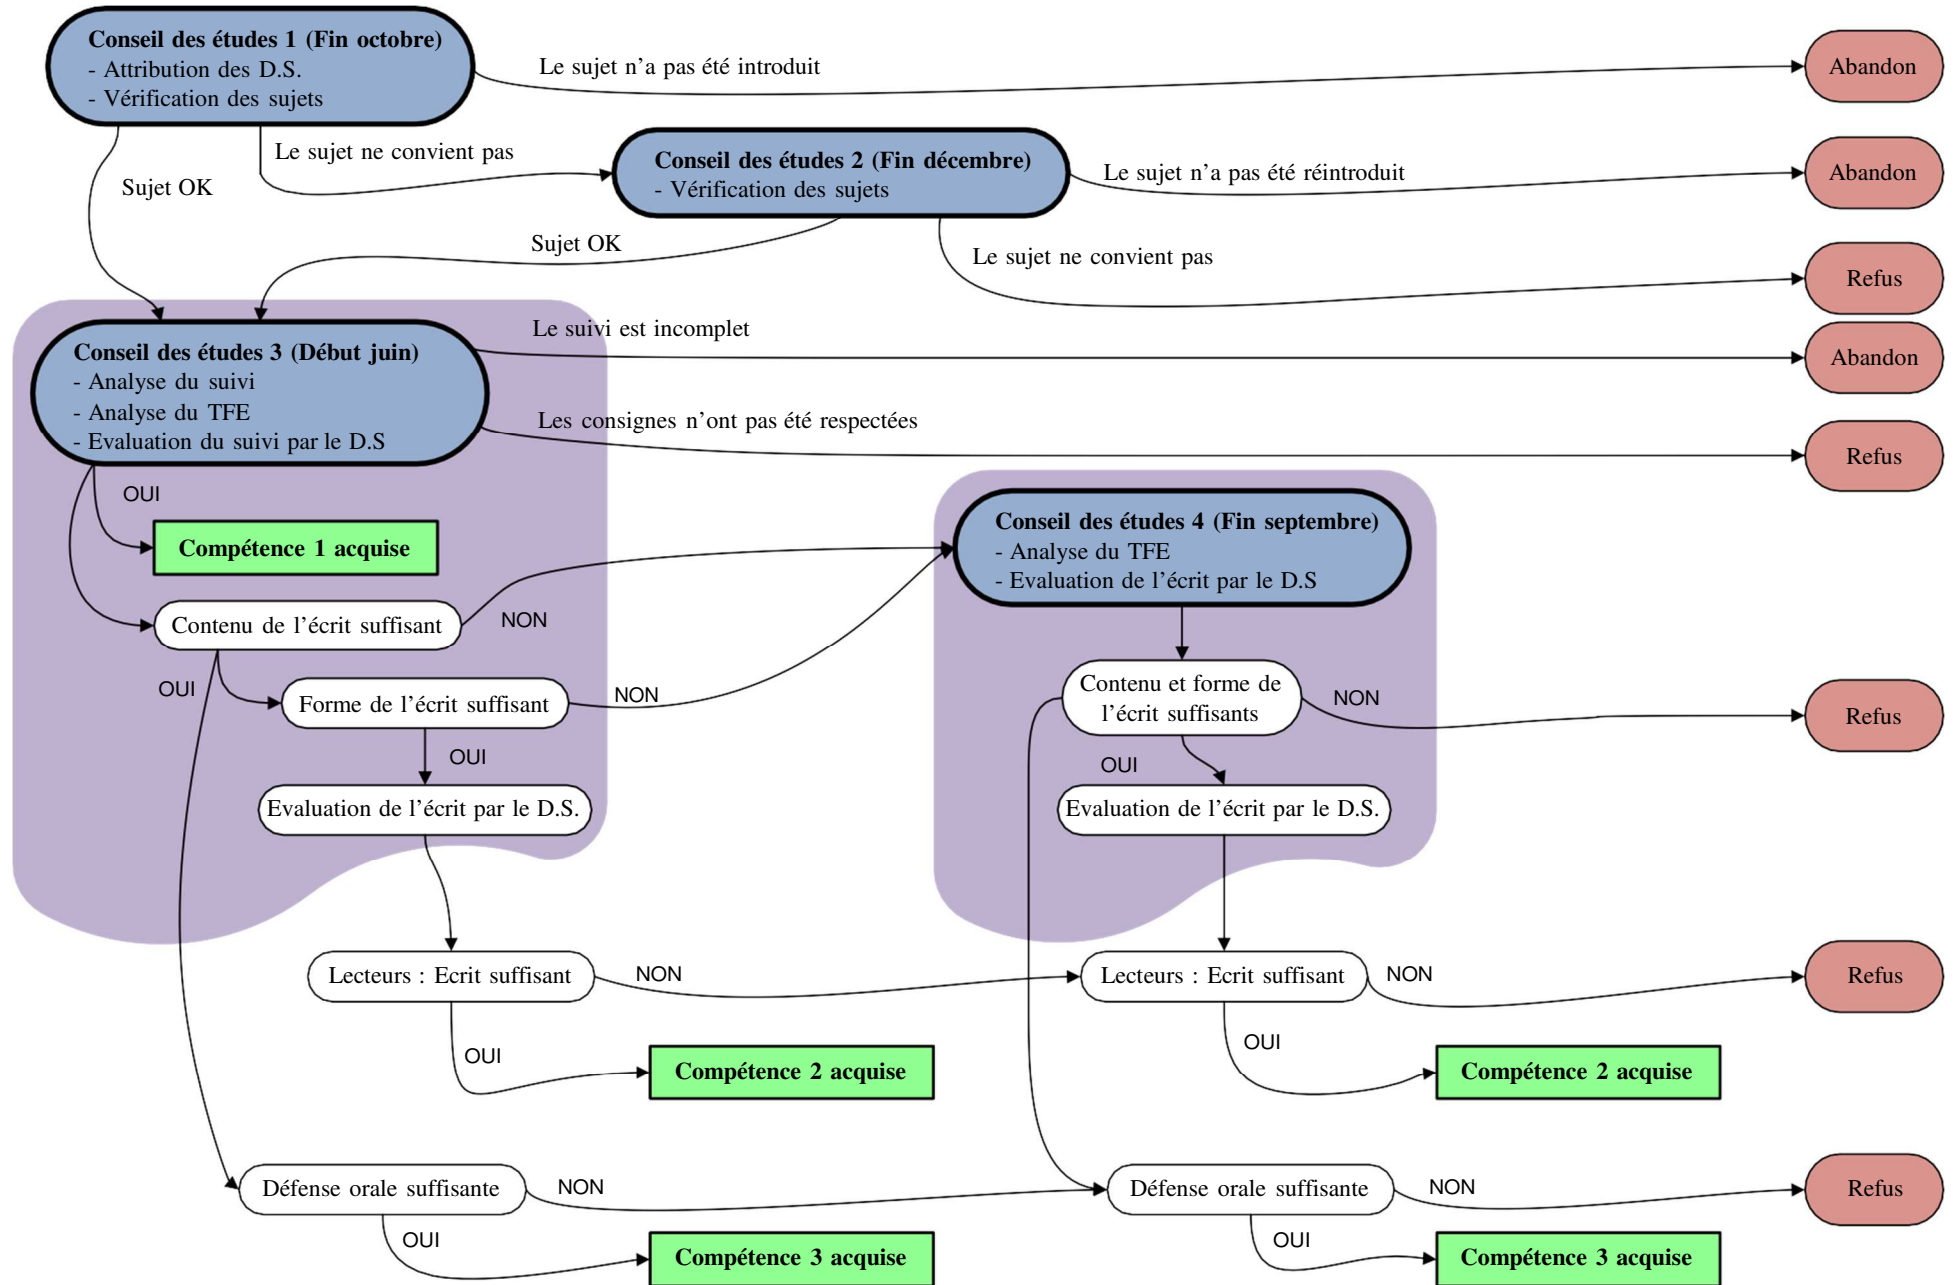 Conseil des études 1 (Fin octobre)
- Attribution des D.S.
- Vérification des sujets
Le sujet n'a pas été introduit
Abandon
Le sujet ne convient pas
Sujet OK
Conseil des études 2 (Fin décembre)
- Vérification des sujets
Le sujet n'a pas été réintroduit
Abandon
Sujet OK
Le sujet ne convient pas
Refus
Conseil des études 3 (Début juin)
- Analyse du suivi
- Analyse du TFE
- Evaluation du suivi par le D.S
Le suivi est incomplet
Abandon
Les consignes n'ont pas été respectées
Refus
OUI
Compétence 1 acquise
Contenu de l'écrit suffisant
NON
OUI
Forme de l'écrit suffisant
NON
OUI
Evaluation de l'écrit par le D.S.
Conseil des études 4 (Fin septembre)
- Analyse du TFE
- Evaluation de l'écrit par le D.S
Contenu et forme de
l'écrit suffisants
NON
Refus
OUI
Evaluation de l'écrit par le D.S.
Lecteurs : Ecrit suffisant
NON
Lecteurs : Ecrit suffisant
NON
Refus
OUI
Compétence 2 acquise
OUI
Compétence 2 acquise
Défense orale suffisante
NON
Défense orale suffisante
NON
Refus
OUI
Compétence 3 acquise
OUI
Compétence 3 acquise